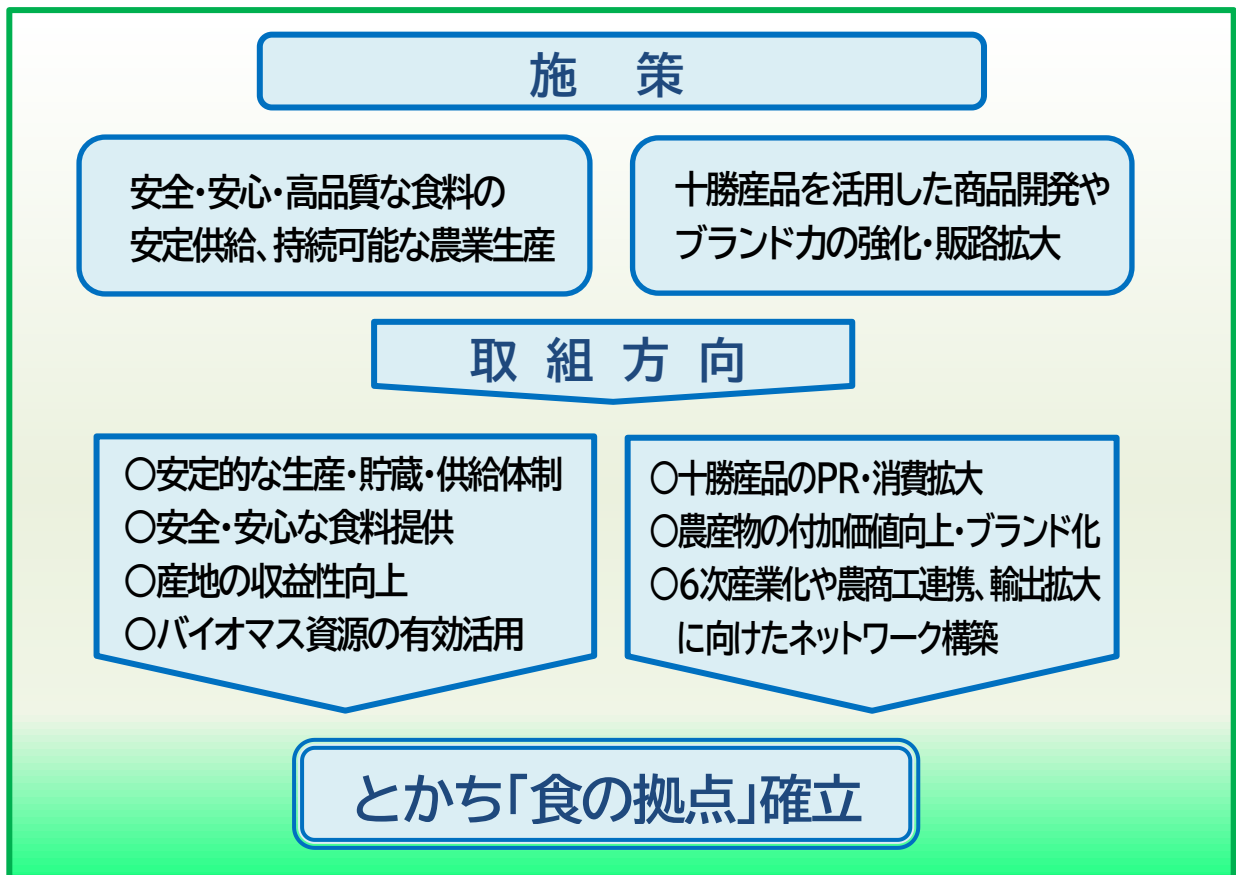 施　策
安全・安心・高品質な食料の
安定供給、持続可能な農業生産
十勝産品を活用した商品開発や
ブランド力の強化・販路拡大
取 組 方 向
○安定的な生産・貯蔵・供給体制
○安全・安心な食料提供
○産地の収益性向上
○バイオマス資源の有効活用
○十勝産品のPR・消費拡大
○農産物の付加価値向上・ブランド化
○6次産業化や農商工連携、輸出拡大
に向けたネットワーク構築
とかち「食の拠点」確立